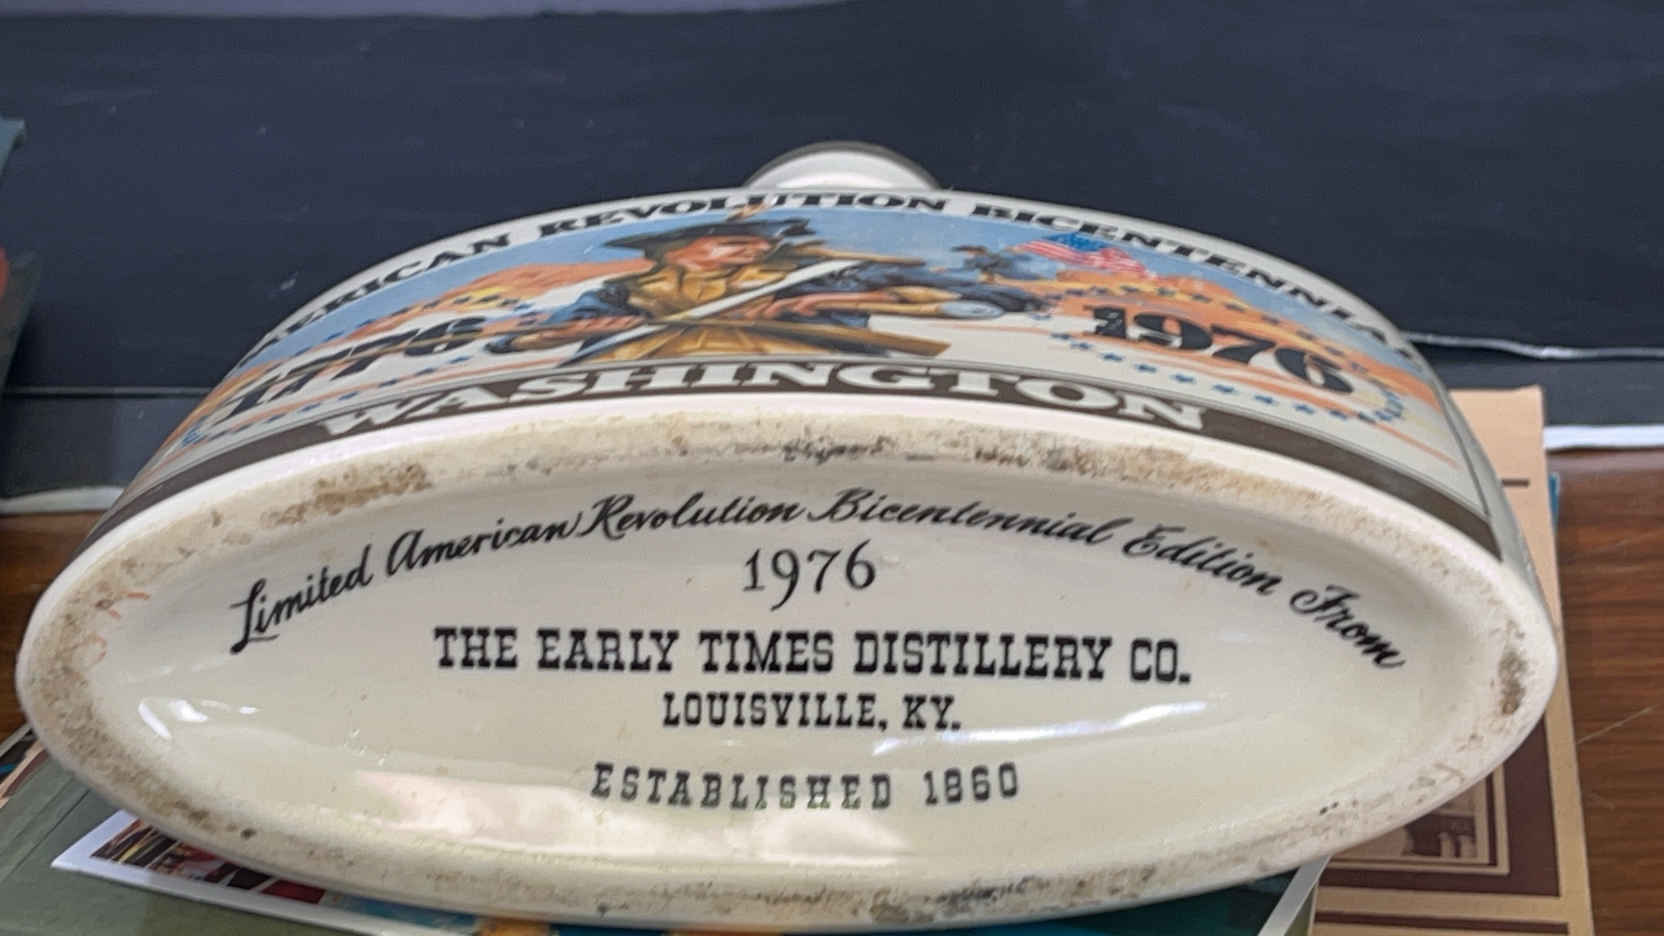 AMERICAN REVOLUTION BICENTENNIAL
1776
1976
WASHINGTON
Limited American Revolution Bicentennial Edition From
1976
THE EARLY TIMES DISTILLERY CO.
LOUISVILLE, KY.
ESTABLISHED 1860